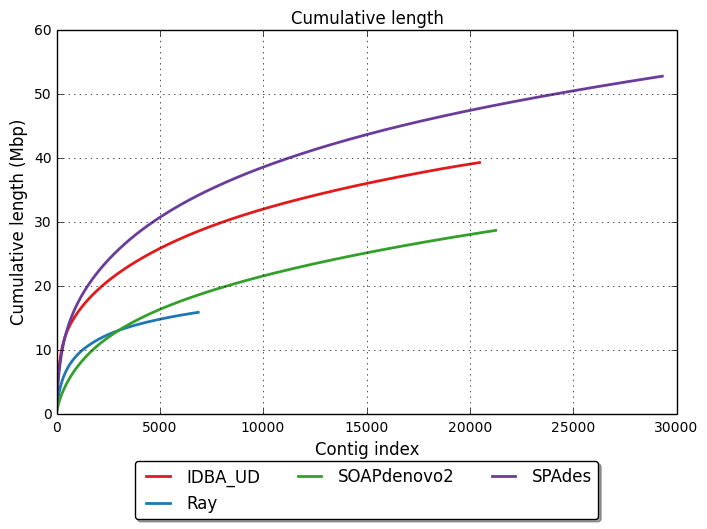 Cumulative length
60
50
40
30
20
10
0
Cumulative length (Mbp)
0 5000 10000 15000 20000 25000 30000
Contig index
IDBA_UD SOAPdenovo2 SPAdes
Ray